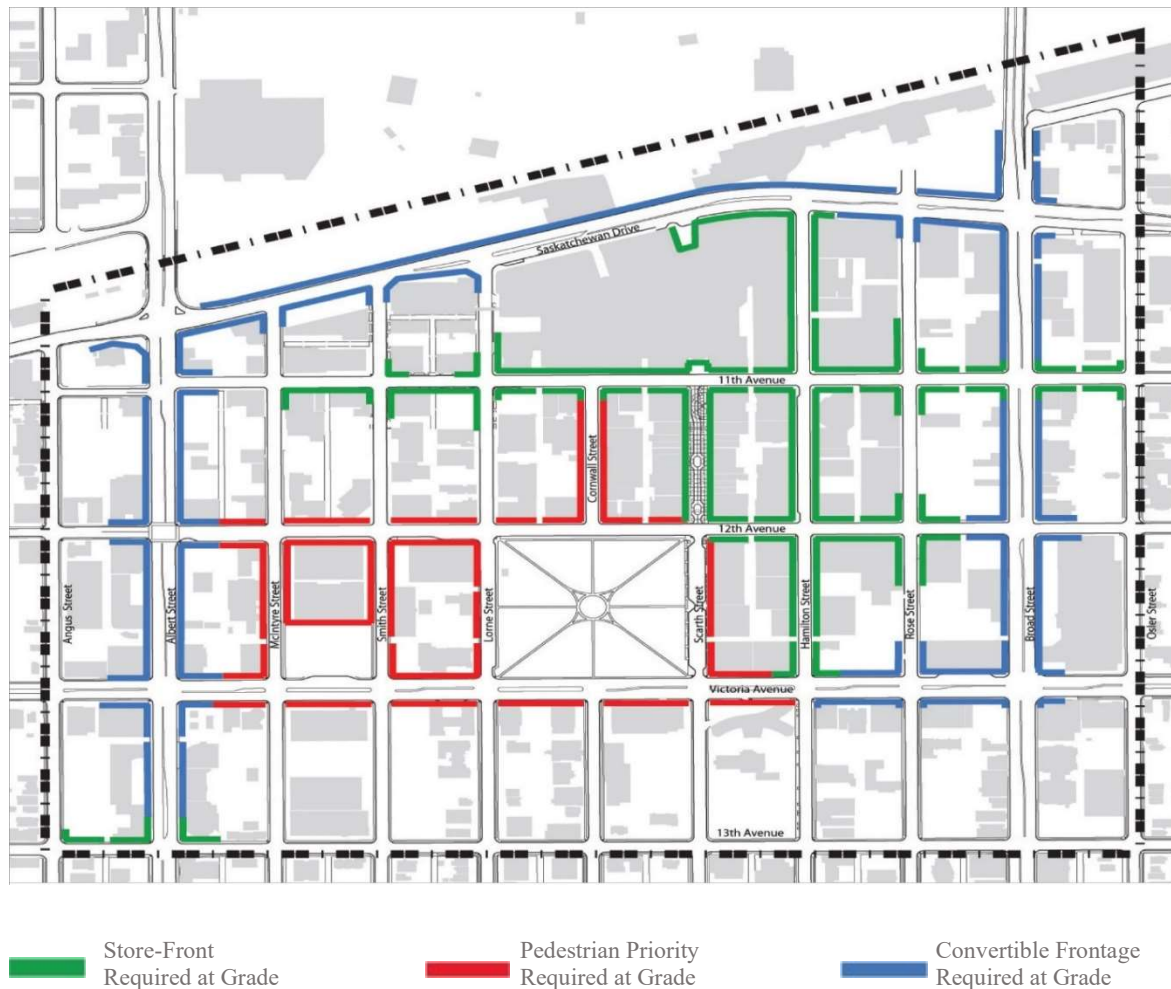 Saskatchewan Drive
11th Avenue
Cornwall Street
12th Avenue
Angus Street
Albert Street
McIntyre Street
Smith Street
Lorne Street
Scarth Street
Hamilton Street
Rose Street
Broad Street
Osler Street
Victoria Avenue
13th Avenue
Store-Front
Required at Grade
Pedestrian Priority
Required at Grade
Convertible Frontage
Required at Grade